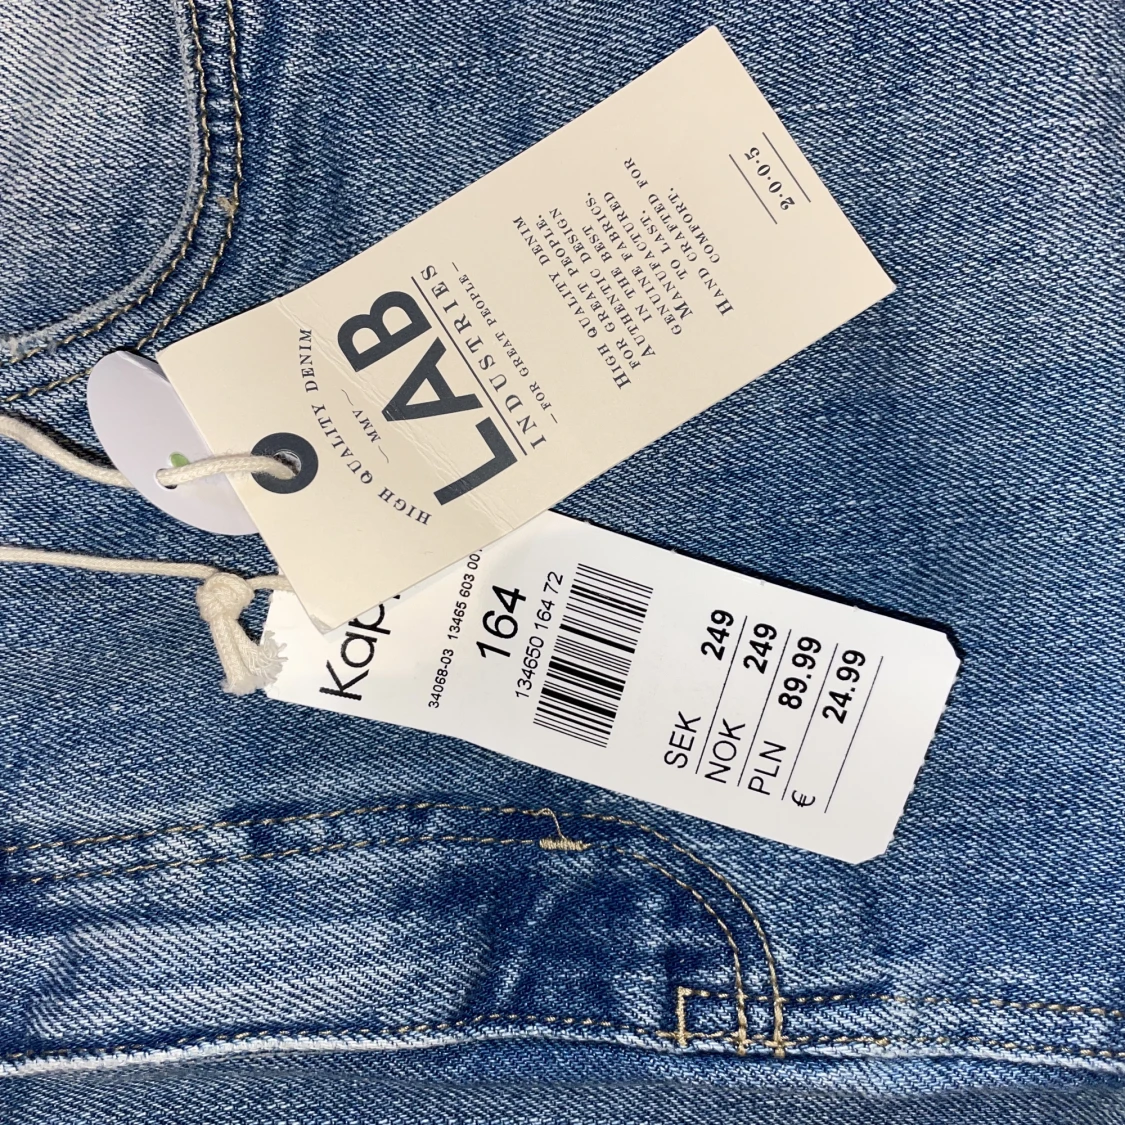 HIGH QUALITY DENIM
MMV
LAB
INDUSTRIES
—FOR GREAT PEOPLE—
HIGH QUALITY DENIM
FOR GREAT PEOPLE.
AUTHENTIC DESIGN
IN THE BEST
GENUINE FABRICS.
MANUFACTURED
TO LAST.
HAND CRAFTED FOR
COMFORT.
2·0·0·5
Kap
34068-03 13465 603 00
164
134650 164 72
SEK 249
NOK 249
PLN 89.99
€ 24.99